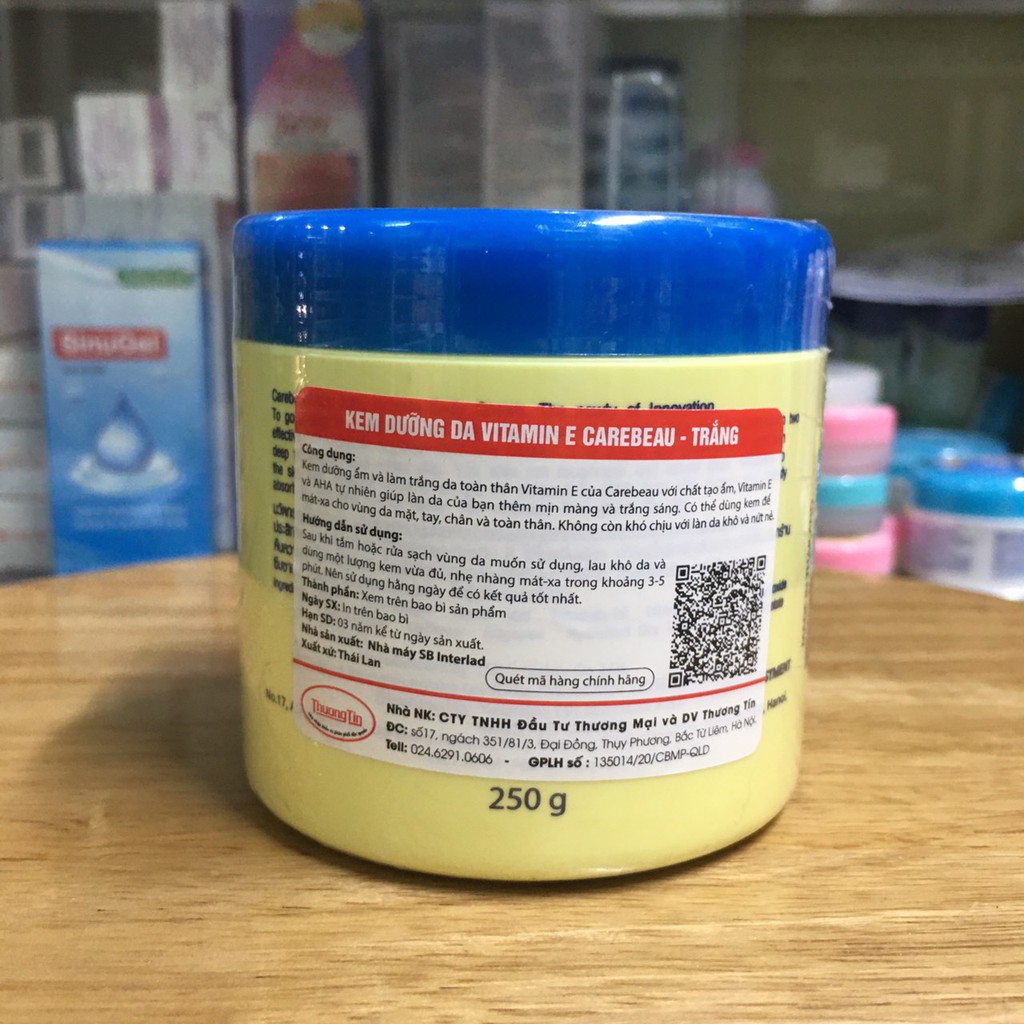 SinuGel
The variety of Innovation
KEM DƯỠNG DA VITAMIN E CAREBEAU - TRẮNG
Công dụng:
Kem dưỡng ẩm và làm trắng da toàn thân Vitamin E của Carebeau với chất tạo ẩm, Vitamin E
và AHA tự nhiên giúp làn da của bạn thêm mịn màng và trắng sáng. Có thể dùng kem để
mát-xa cho vùng da mặt, tay, chân và toàn thân. Không còn khó chịu với làn da khô và nứt nẻ.
Hướng dẫn sử dụng:
Sau khi tắm hoặc rửa sạch vùng da muốn sử dụng, lau khô da và
dùng một lượng kem vừa đủ, nhẹ nhàng mát-xa trong khoảng 3-5
phút. Nên sử dụng hằng ngày để có kết quả tốt nhất.
Thành phần: Xem trên bao bì sản phẩm
Ngày SX: In trên bao bì
Hạn SD: 03 năm kể từ ngày sản xuất.
Nhà sản xuất: Nhà máy SB Interlad
Xuất xứ: Thái Lan
Quét mã hàng chính hãng
ThuongTin
Nhà NK: CTY TNHH Đầu Tư Thương Mại và DV Thương Tín
ĐC: số17, ngách 351/81/3, Đại Đồng, Thụy Phương, Bắc Từ Liêm, Hà Nội.
Tell: 024.6291.0606 - GPLH số : 135014/20/CBMP-QLD
250 g